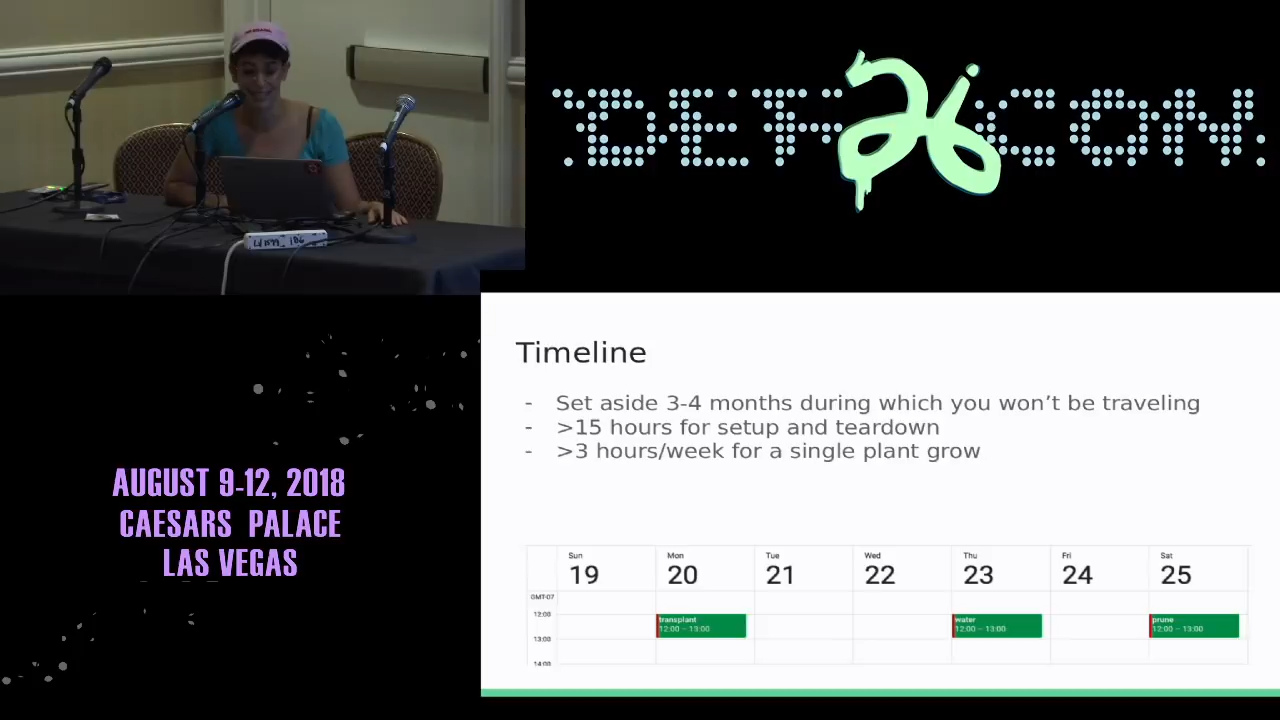 DEF CON
26
AUGUST 9-12, 2018
CAESARS PALACE
LAS VEGAS
Timeline
- Set aside 3-4 months during which you won't be traveling
- >15 hours for setup and teardown
- >3 hours/week for a single plant grow
Sun Mon Tue Wed Thu Fri Sat
19 20 21 22 23 24 25
GMT-07
12:00
transplant water prune
12:00 – 13:00 12:00 – 13:00 12:00 – 13:00
13:00
14:00